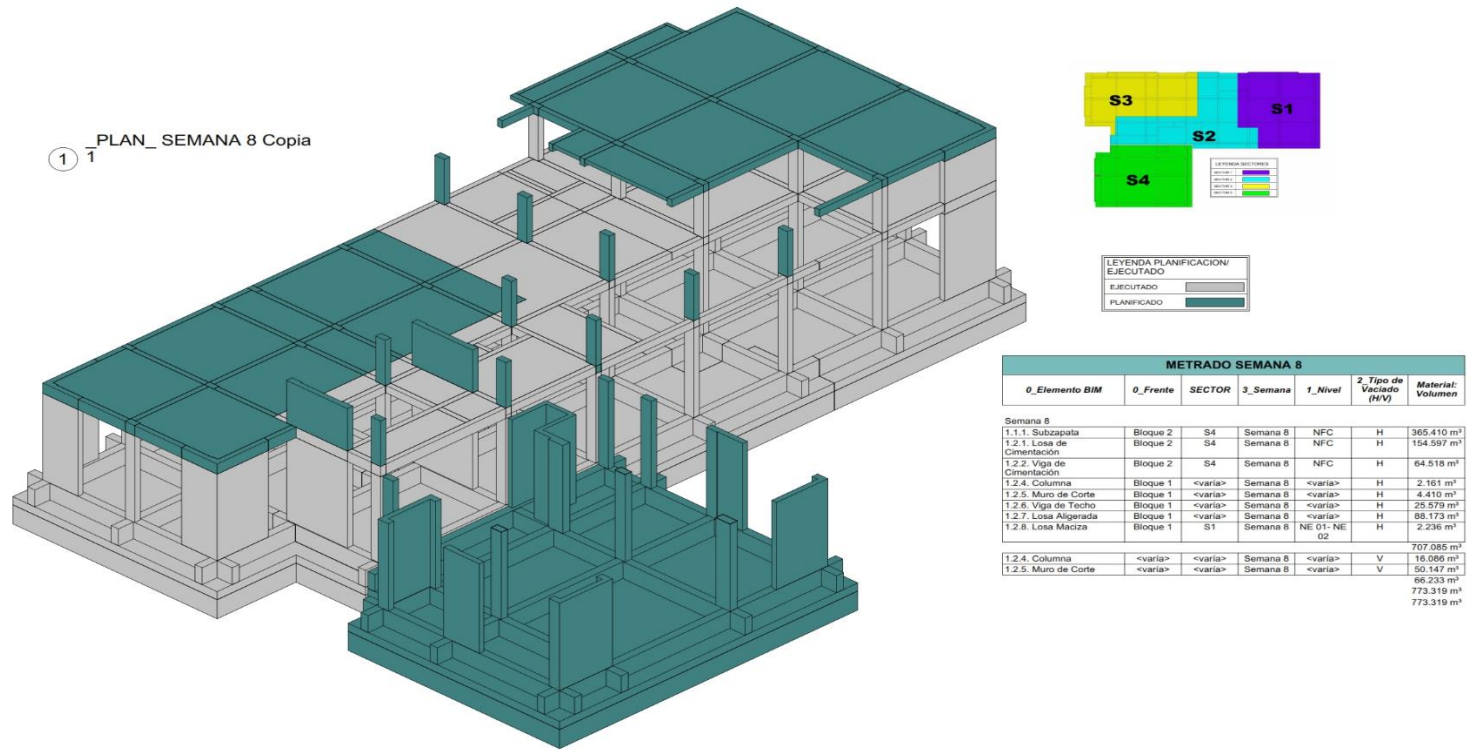 _PLAN_ SEMANA 8 Copia
1
1
S3
S1
S2
S4
LEYENDA SECTORES
SECTOR 1
SECTOR 2
SECTOR 3
SECTOR 4
LEYENDA PLANIFICACION/
EJECUTADO
EJECUTADO
PLANIFICADO
METRADO SEMANA 8
0_Elemento BIM 0_Frente SECTOR 3_Semana 1_Nivel 2_Tipo de Vaciado (H/V) Material: Volumen
Semana 8
1.1.1. Subzapata Bloque 2 S4 Semana 8 NFC H 365.410 m³
1.2.1. Losa de Cimentación Bloque 2 S4 Semana 8 NFC H 154.597 m³
1.2.2. Viga de Cimentación Bloque 2 S4 Semana 8 NFC H 64.518 m³
1.2.4. Columna Bloque 1 <varía> Semana 8 <varía> H 2.161 m³
1.2.5. Muro de Corte Bloque 1 <varía> Semana 8 <varía> H 4.410 m³
1.2.6. Viga de Techo Bloque 1 <varía> Semana 8 <varía> H 25.579 m³
1.2.7. Losa Aligerada Bloque 1 <varía> Semana 8 <varía> H 88.173 m³
1.2.8. Losa Maciza Bloque 1 S1 Semana 8 NE 01- NE 02 H 2.236 m³
707.085 m³
1.2.4. Columna <varía> <varía> Semana 8 <varía> V 16.086 m³
1.2.5. Muro de Corte <varía> <varía> Semana 8 <varía> V 50.147 m³
66.233 m³
773.319 m³
773.319 m³